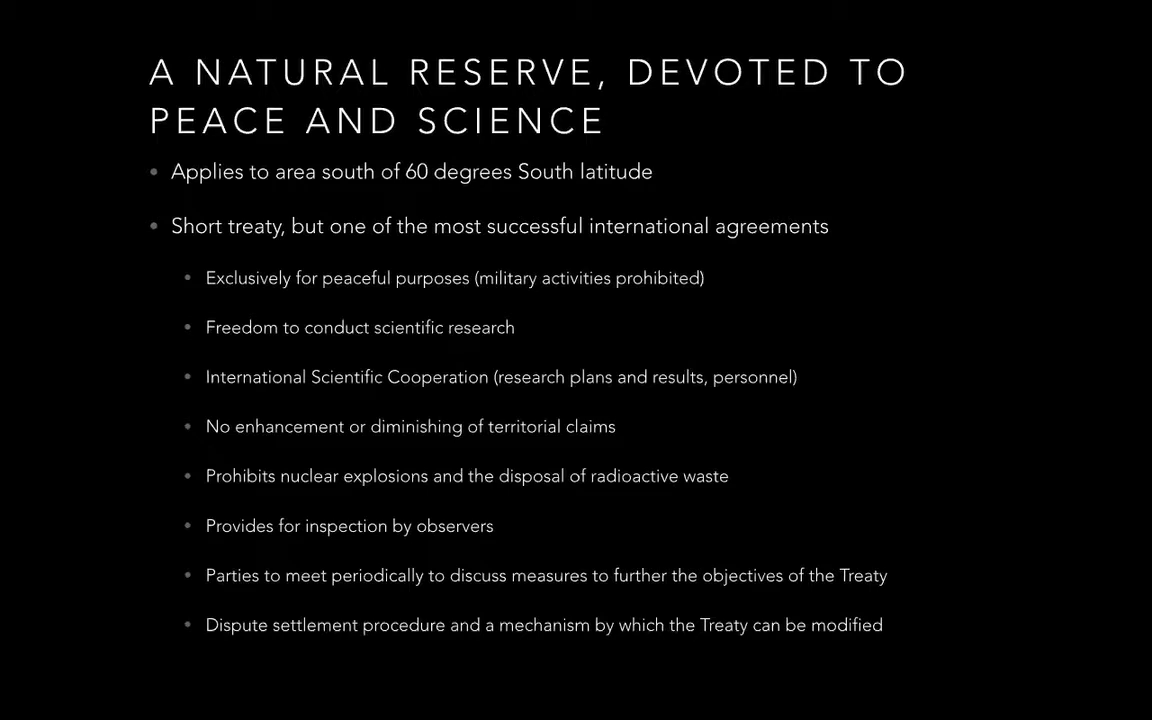 A NATURAL RESERVE, DEVOTED TO
PEACE AND SCIENCE
• Applies to area south of 60 degrees South latitude
• Short treaty, but one of the most successful international agreements
• Exclusively for peaceful purposes (military activities prohibited)
• Freedom to conduct scientific research
• International Scientific Cooperation (research plans and results, personnel)
• No enhancement or diminishing of territorial claims
• Prohibits nuclear explosions and the disposal of radioactive waste
• Provides for inspection by observers
• Parties to meet periodically to discuss measures to further the objectives of the Treaty
• Dispute settlement procedure and a mechanism by which the Treaty can be modified